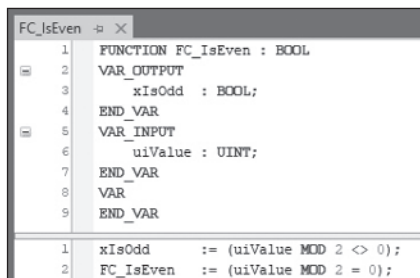 FC_IsEven
1 FUNCTION FC_IsEven : BOOL
2 VAR_OUTPUT
3 xIsOdd : BOOL;
4 END_VAR
5 VAR_INPUT
6 uiValue : UINT;
7 END_VAR
8 VAR
9 END_VAR
1 xIsOdd := (uiValue MOD 2 <> 0);
2 FC_IsEven := (uiValue MOD 2 = 0);